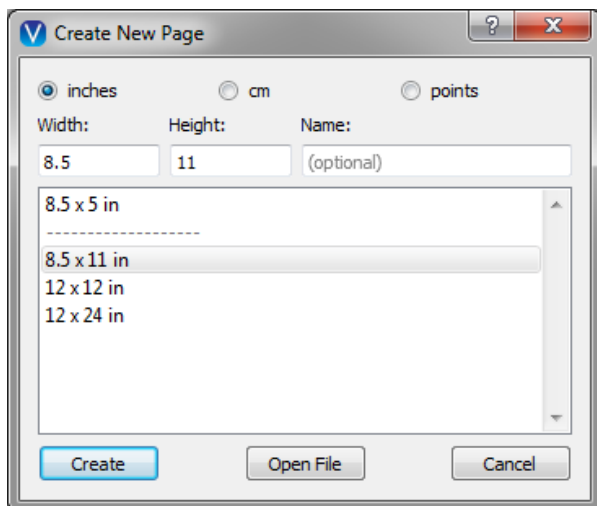 V Create New Page ? X
inches cm points
Width: Height: Name:
8.5 11 (optional)
8.5 x 5 in
-------------------
8.5 x 11 in
12 x 12 in
12 x 24 in
Create Open File Cancel